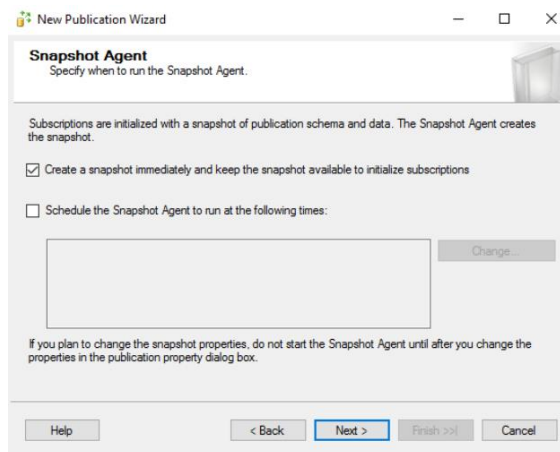 New Publication Wizard
Snapshot Agent
Specify when to run the Snapshot Agent.
Subscriptions are initialized with a snapshot of publication schema and data. The Snapshot Agent creates
the snapshot.
Create a snapshot immediately and keep the snapshot available to initialize subscriptions
Schedule the Snapshot Agent to run at the following times:
Change...
If you plan to change the snapshot properties, do not start the Snapshot Agent until after you change the
properties in the publication property dialog box.
Help
< Back
Next >
Finish >>|
Cancel